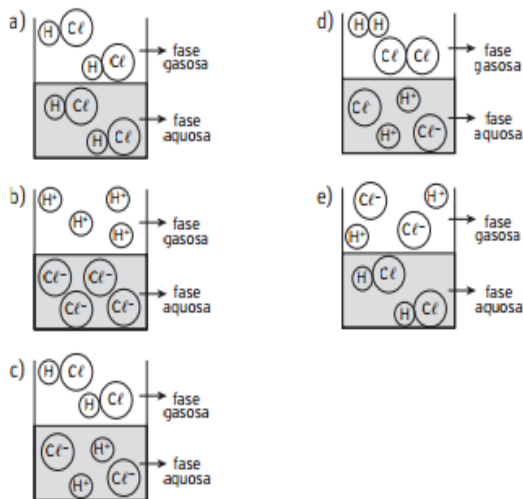 a) H Cℓ
H Cℓ fase
gasosa
H Cℓ
H Cℓ fase
aquosa
b) H⁺ H⁺
H⁺ fase
H⁺ gasosa
Cℓ⁻ Cℓ⁻
Cℓ⁻ Cℓ⁻ fase
aquosa
c) H Cℓ
H Cℓ fase
gasosa
Cℓ⁻ H⁺
H⁺ Cℓ⁻ fase
aquosa
d) H H
Cℓ Cℓ fase
gasosa
Cℓ H⁺
H⁺ Cℓ⁻ fase
aquosa
e) Cℓ⁻ H⁺
H⁺ Cℓ⁻ fase
gasosa
H Cℓ
H Cℓ fase
aquosa